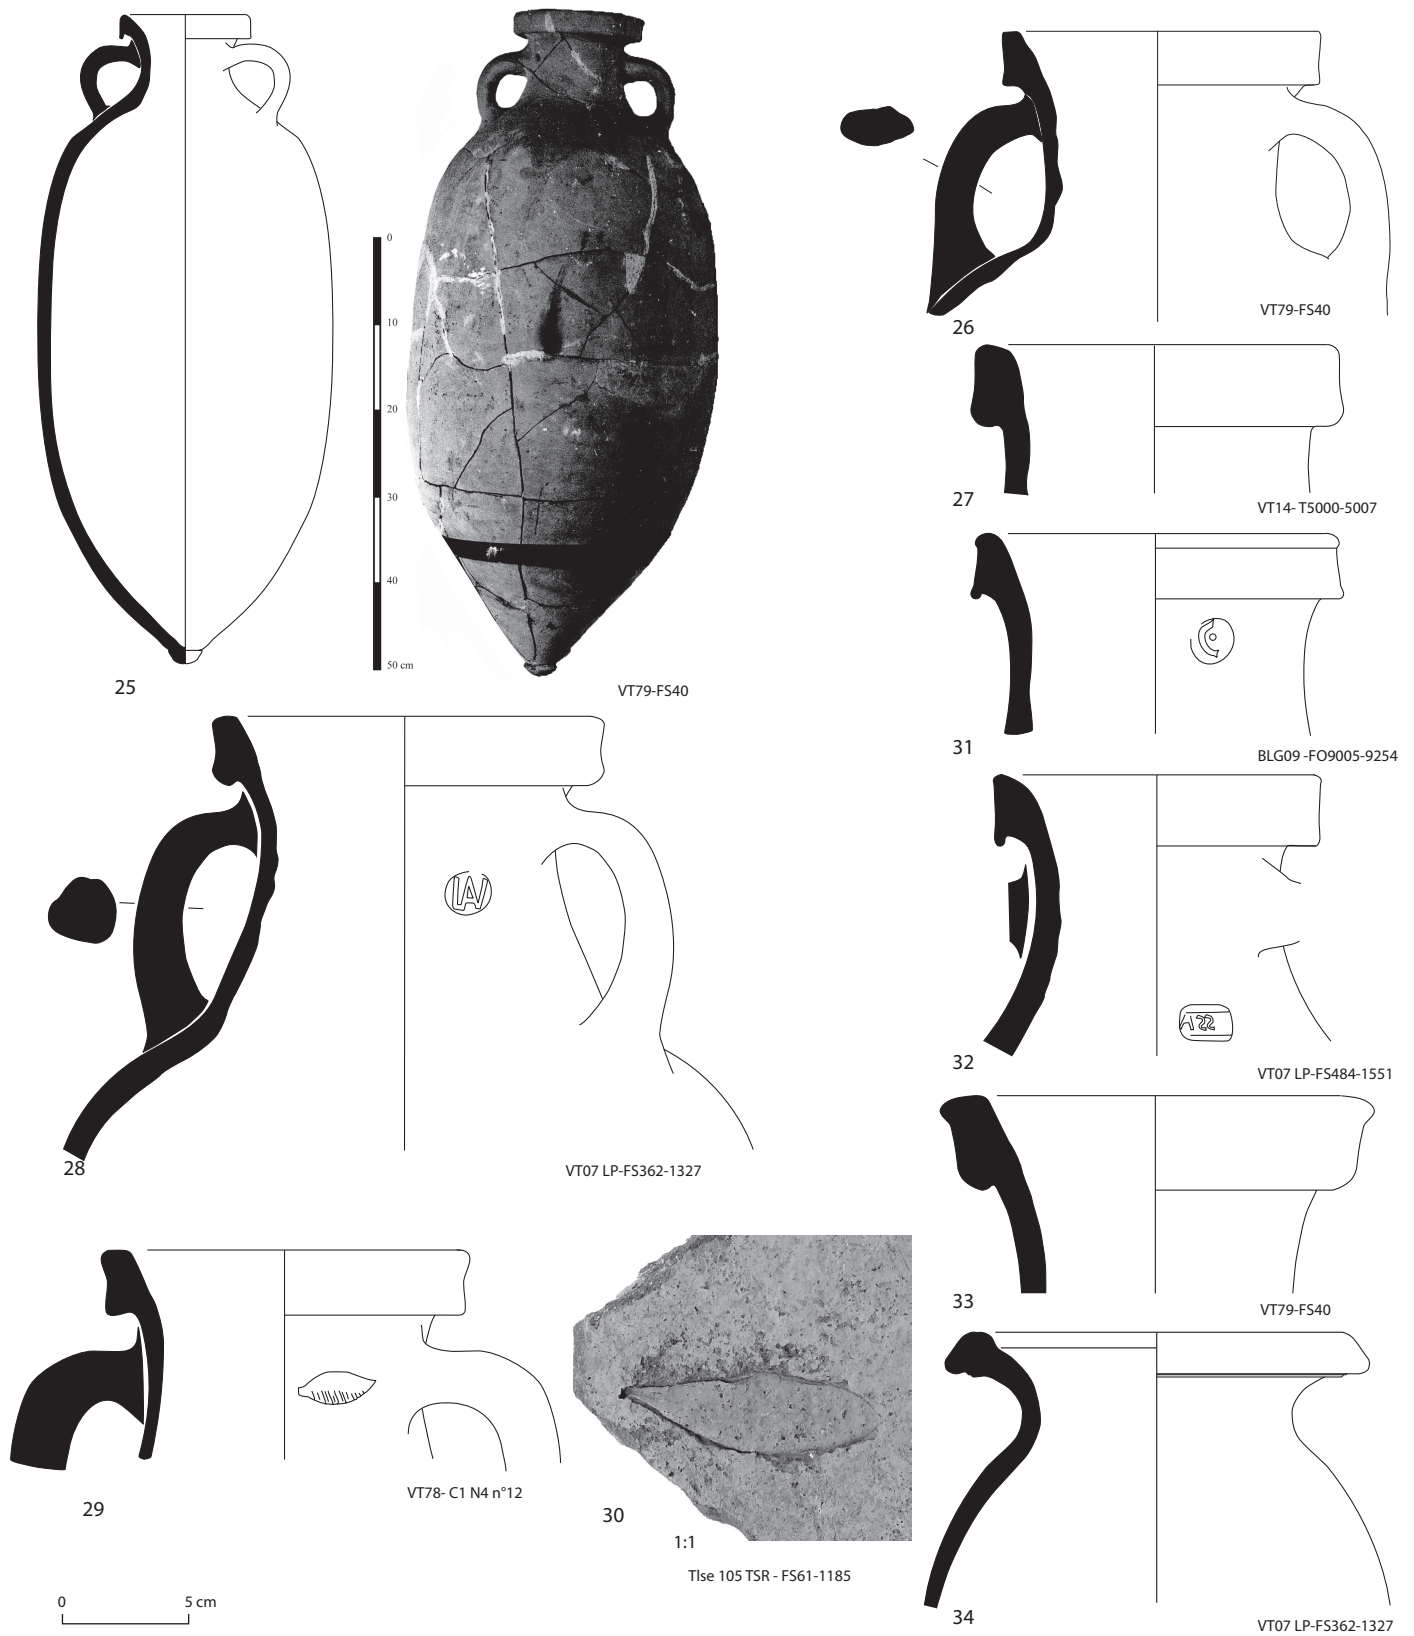 0
10
20
30
40
50 cm
25
VT79-FS40
26
VT79-FS40
27
VT14- T5000-5007
31
BLG09 -FO9005-9254
28
VT07 LP-FS362-1327
32
VT07 LP-FS484-1551
33
VT79-FS40
29
VT78- C1 N4 n°12
30
1:1
Tlse 105 TSR - FS61-1185
0 5 cm
34
VT07 LP-FS362-1327